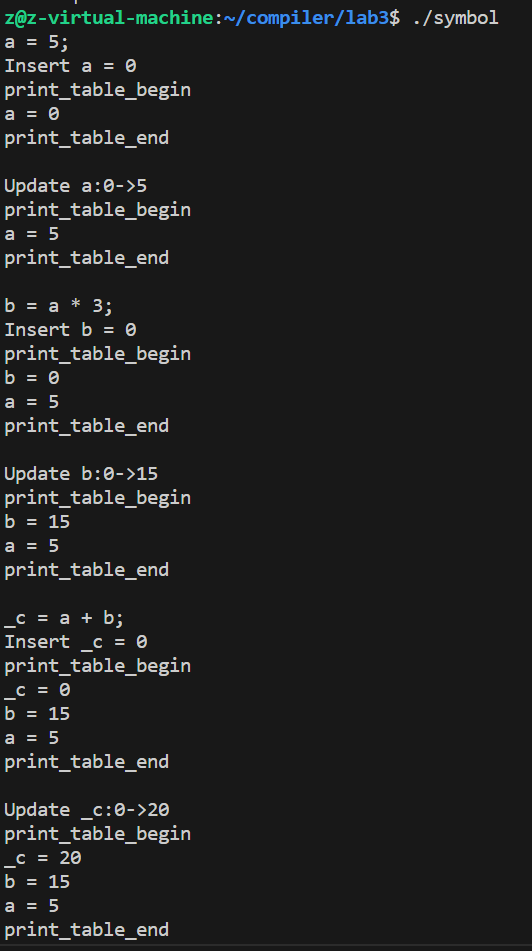 z@z-virtual-machine:~/compiler/lab3$ ./symbol
a = 5;
Insert a = 0
print_table_begin
a = 0
print_table_end

Update a:0->5
print_table_begin
a = 5
print_table_end

b = a * 3;
Insert b = 0
print_table_begin
b = 0
a = 5
print_table_end

Update b:0->15
print_table_begin
b = 15
a = 5
print_table_end

_c = a + b;
Insert _c = 0
print_table_begin
_c = 0
b = 15
a = 5
print_table_end

Update _c:0->20
print_table_begin
_c = 20
b = 15
a = 5
print_table_end